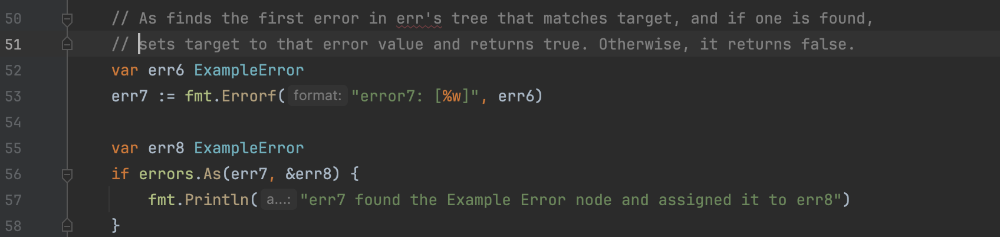 50 // As finds the first error in err's tree that matches target, and if one is found,
51 // sets target to that error value and returns true. Otherwise, it returns false.
52 var err6 ExampleError
53 err7 := fmt.Errorf( format: "error7: [%w]", err6)
54
55 var err8 ExampleError
56 if errors.As(err7, &err8) {
57 fmt.Println( a...: "err7 found the Example Error node and assigned it to err8")
58 }